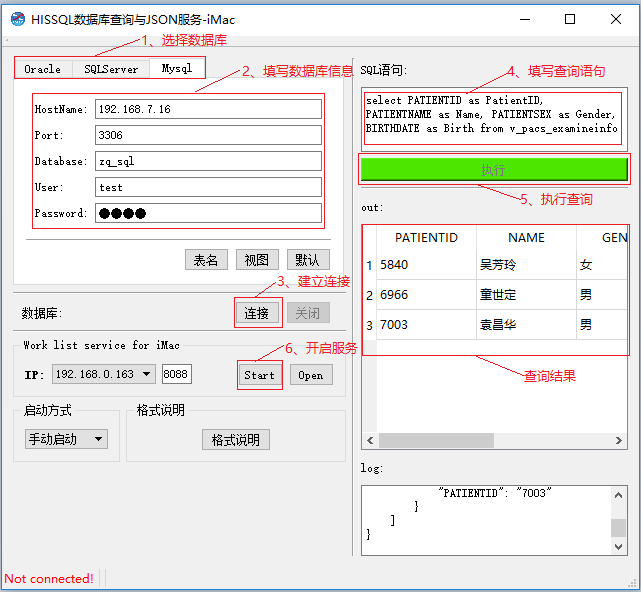 HISSQL数据库查询与JSON服务-iMac
1、选择数据库
Oracle SQLServer Mysql
2、填写数据库信息
HostName: 192.168.7.16
Port: 3306
Database: zq_sql
User: test
Password: ●●●●
表名 视图 默认
3、建立连接
数据库: 连接 关闭
6、开启服务
Work list service for iMac
IP: 192.168.0.163 8088 Start Open
启动方式
手动启动
格式说明
格式说明
SQL语句:
4、填写查询语句
select PATIENTID as PatientID,
PATIENTNAME as Name, PATIENTSEX as Gender,
BIRTHDATE as Birth from v_pacs_examineinfo
执行
5、执行查询
out:
PATIENTID NAME GEN
1 5840 吴芳玲 女
2 6966 童世定 男
3 7003 袁昌华 男
查询结果
log:
"PATIENTID": "7003"
}
]
}
Not connected!